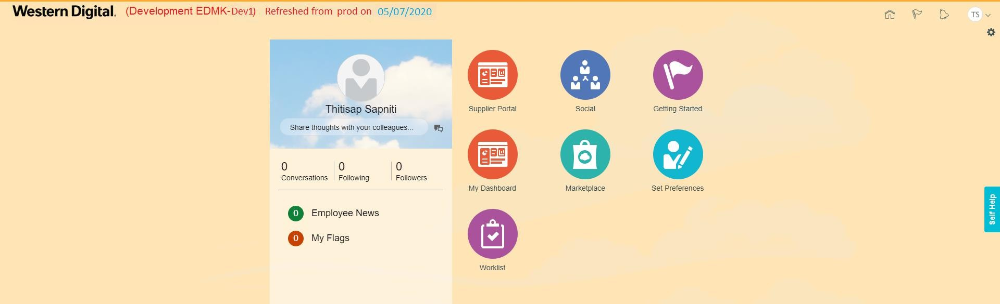 Western Digital. (Development EDMK-Dev1) Refreshed from prod on 05/07/2020
TS
Thitisap Sapniti
Share thoughts with your colleagues...
0 0 0
Conversations Following Followers
0 Employee News
0 My Flags
Supplier Portal Social Getting Started
My Dashboard Marketplace Set Preferences
Worklist
Self Help